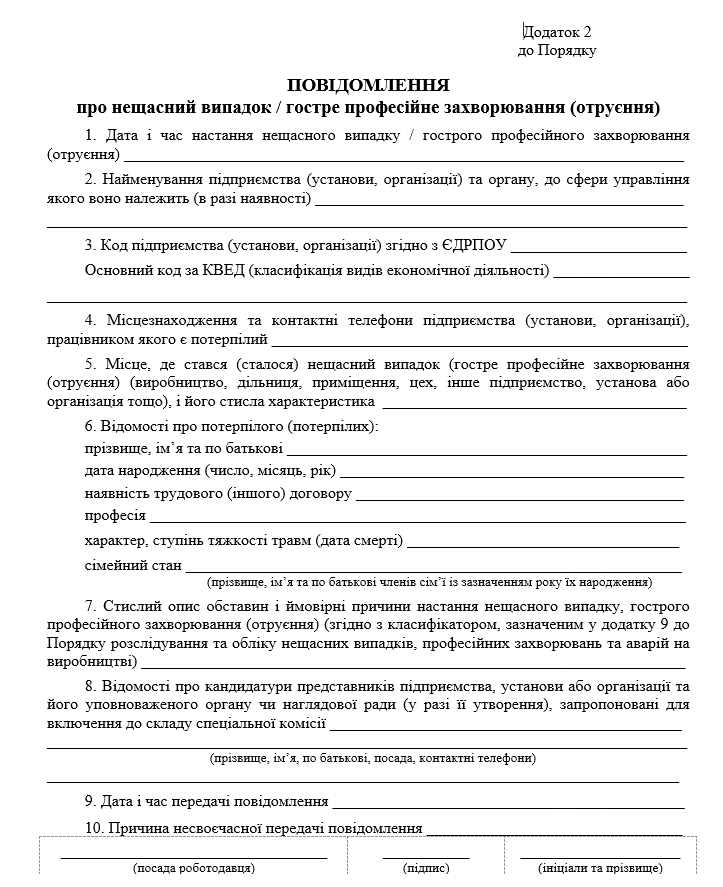 Додаток 2
до Порядку
ПОВІДОМЛЕННЯ
про нещасний випадок / гостре професійне захворювання (отруєння)
1. Дата і час настання нещасного випадку / гострого професійного захворювання
(отруєння)
2. Найменування підприємства (установи, організації) та органу, до сфери управління
якого воно належить (в разі наявності)
3. Код підприємства (установи, організації) згідно з ЄДРПОУ
Основний код за КВЕД (класифікація видів економічної діяльності)
4. Місцезнаходження та контактні телефони підприємства (установи, організації),
працівником якого є потерпілий
5. Місце, де стався (сталося) нещасний випадок (гостре професійне захворювання
(отруєння) (виробництво, дільниця, приміщення, цех, інше підприємство, установа або
організація тощо), і його стисла характеристика
6. Відомості про потерпілого (потерпілих):
прізвище, ім’я та по батькові
дата народження (число, місяць, рік)
наявність трудового (іншого) договору
професія
характер, ступінь тяжкості травм (дата смерті)
сімейний стан
(прізвище, ім’я та по батькові членів сім’ї із зазначенням року їх народження)
7. Стислий опис обставин і ймовірні причини настання нещасного випадку, гострого
професійного захворювання (отруєння) (згідно з класифікатором, зазначеним у додатку 9 до
Порядку розслідування та обліку нещасних випадків, професійних захворювань та аварій на
виробництві)
8. Відомості про кандидатури представників підприємства, установи або організації та
його уповноваженого органу чи наглядової ради (у разі її утворення), запропоновані для
включення до складу спеціальної комісії
(прізвище, ім’я, по батькові, посада, контактні телефони)
9. Дата і час передачі повідомлення
10. Причина несвоєчасної передачі повідомлення
(посада роботодавця) (підпис) (ініціали та прізвище)